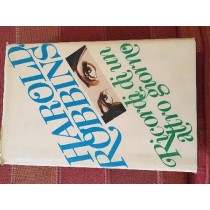 HAROLD
ROBBINS
Ricordi di un
altro giorno